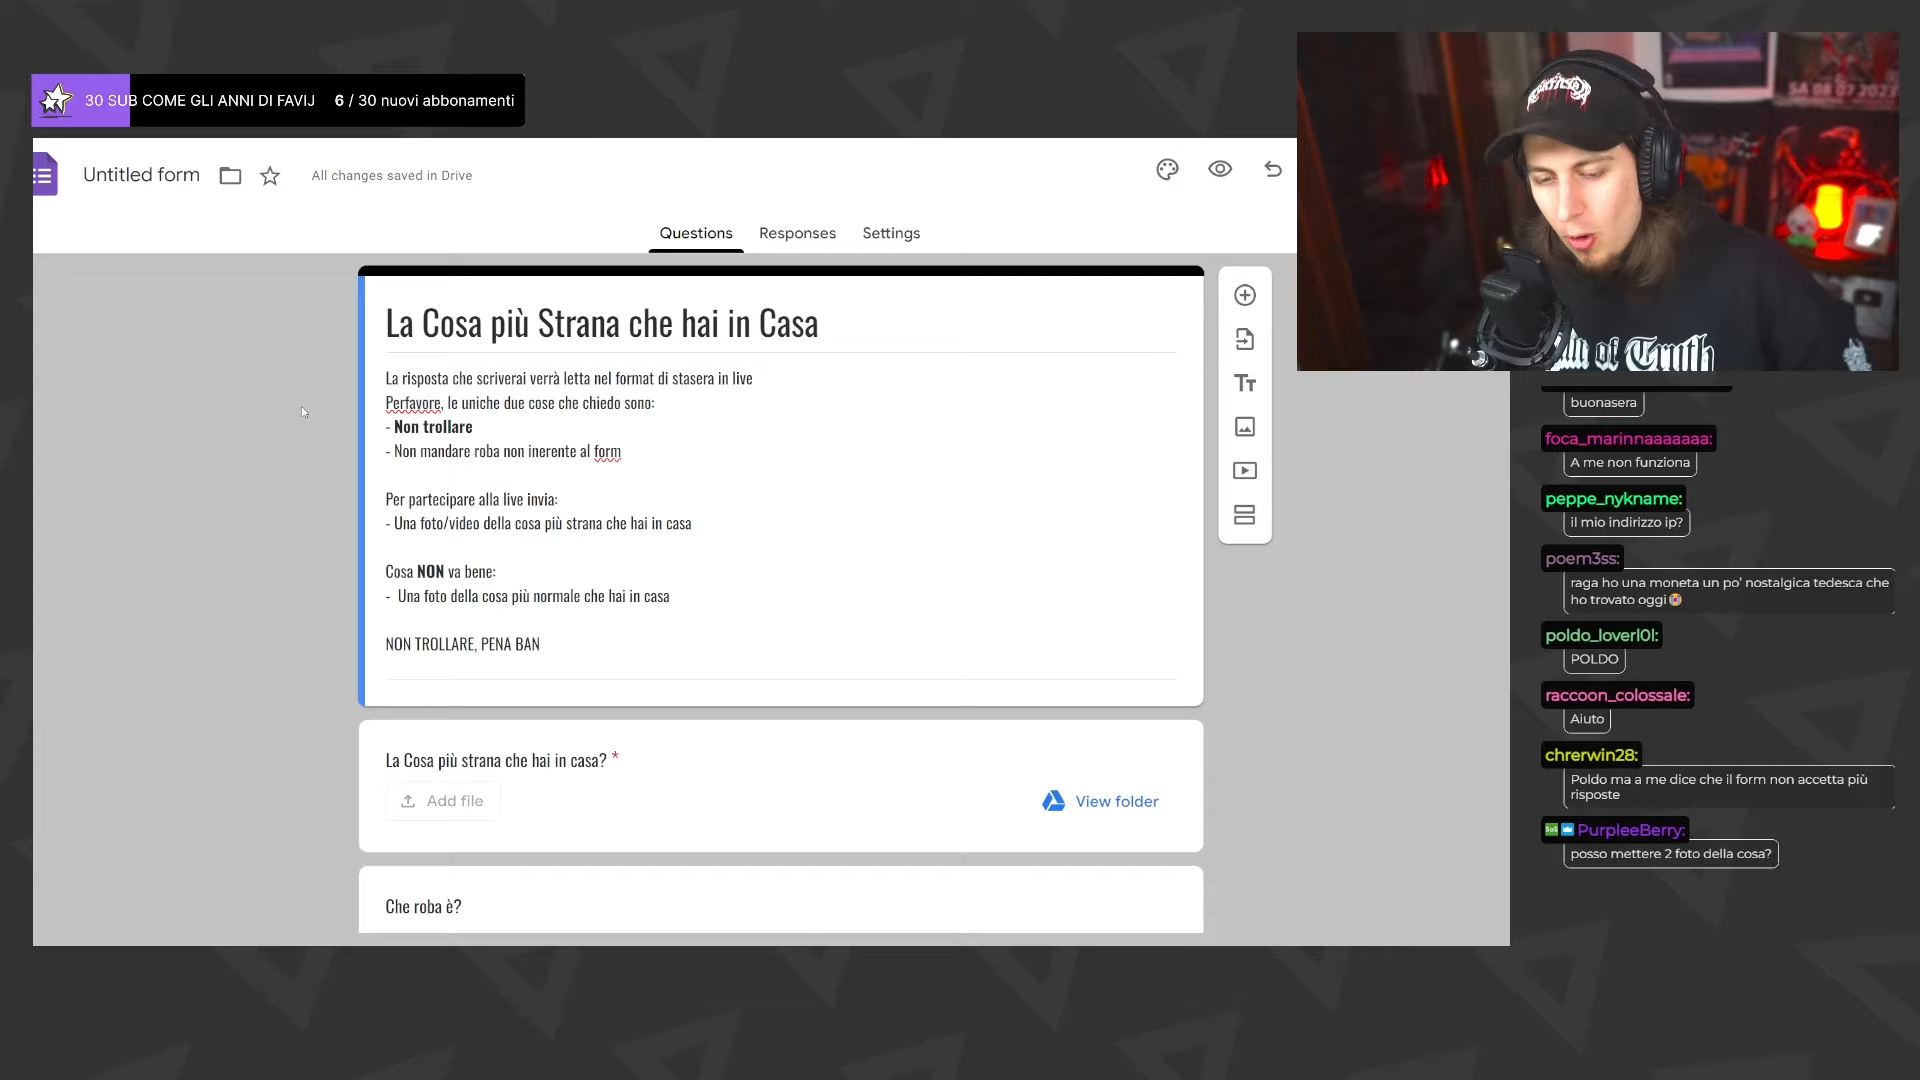 30 SUB COME GLI ANNI DI FAVIJ 6 / 30 nuovi abbonamenti
Untitled form
All changes saved in Drive
Questions
Responses
Settings
La Cosa più Strana che hai in Casa
La risposta che scriverai verrà letta nel format di stasera in live
Perfavore, le uniche due cose che chiedo sono:
- Non trollare
- Non mandare roba non inerente al form
Per partecipare alla live invia:
- Una foto/video della cosa più strana che hai in casa
Cosa NON va bene:
- Una foto della cosa più normale che hai in casa
NON TROLLARE, PENA BAN
La Cosa più strana che hai in casa? *
Add file
View folder
Che roba è?
SA 08 07 2023
of Truth
buonasera
foca_marinnaaaaaaa:
A me non funziona
peppe_nykname:
il mio indirizzo ip?
poem3ss:
raga ho una moneta un po' nostalgica tedesca che
ho trovato oggi
poldo_loverl0l:
POLDO
raccoon_colossale:
Aiuto
chrerwin28:
Poldo ma a me dice che il form non accetta più
risposte
PurpleeBerry:
posso mettere 2 foto della cosa?